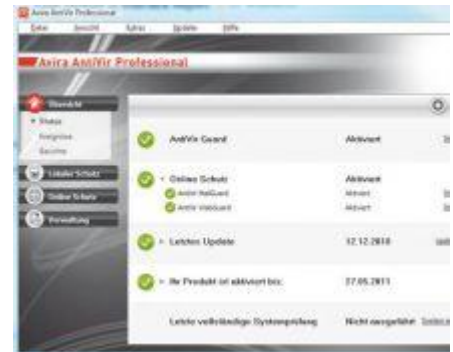 Avira AntiVir Professional
Datei Ansicht Extras Update Hilfe
Avira AntiVir Professional
Übersicht
Status
Ereignisse
Berichte
Lokaler Schutz
Online Schutz
Verwaltung
AntiVir Guard Aktiviert
Online Schutz Aktiviert
AntiVir MailGuard Aktiviert
AntiVir WebGuard Aktiviert
Letztes Update 12.12.2010
Ihr Produkt ist aktiviert bis: 27.05.2011
Letzte vollständige Systemprüfung Nicht ausgeführt